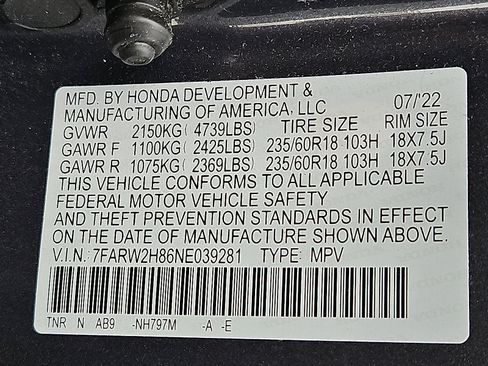 MFD. BY HONDA DEVELOPMENT &
MANUFACTURING OF AMERICA, LLC 07/'22
GVWR 2150KG ( 4739LBS) TIRE SIZE RIM SIZE
GAWR F 1100KG ( 2425LBS) 235/60R18 103H 18X7.5J
GAWR R 1075KG ( 2369LBS) 235/60R18 103H 18X7.5J
THIS VEHICLE CONFORMS TO ALL APPLICABLE
FEDERAL MOTOR VEHICLE SAFETY
AND THEFT PREVENTION STANDARDS IN EFFECT
ON THE DATE OF MANUFACTURE SHOWN ABOVE.
V.I.N.: 7FARW2H86NE039281 TYPE: MPV
TNR N AB9 -NH797M -A -E